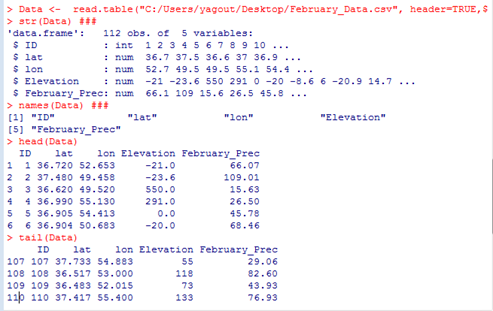 > Data <- read.table("C:/Users/yagout/Desktop/February_Data.csv", header=TRUE,$
> str(Data) ###
'data.frame': 112 obs. of 5 variables:
$ ID : int 1 2 3 4 5 6 7 8 9 10 ...
$ lat : num 36.7 37.5 36.6 37 36.9 ...
$ lon : num 52.7 49.5 49.5 55.1 54.4 ...
$ Elevation : num -21 -23.6 550 291 0 -20 -8.6 6 -20.9 14.7 ...
$ February_Prec: num 66.1 109 15.6 26.5 45.8 ...
> names(Data) ###
[1] "ID" "lat" "lon" "Elevation"
[5] "February_Prec"
> head(Data)
ID lat lon Elevation February_Prec
1 1 36.720 52.653 -21.0 66.07
2 2 37.480 49.458 -23.6 109.01
3 3 36.620 49.520 550.0 15.63
4 4 36.990 55.130 291.0 26.50
5 5 36.905 54.413 0.0 45.78
6 6 36.904 50.683 -20.0 68.46
> tail(Data)
ID lat lon Elevation February_Prec
107 107 37.733 54.883 55 29.06
108 108 36.517 53.000 118 82.60
109 109 36.483 52.015 73 43.93
110 110 37.417 55.400 133 76.93